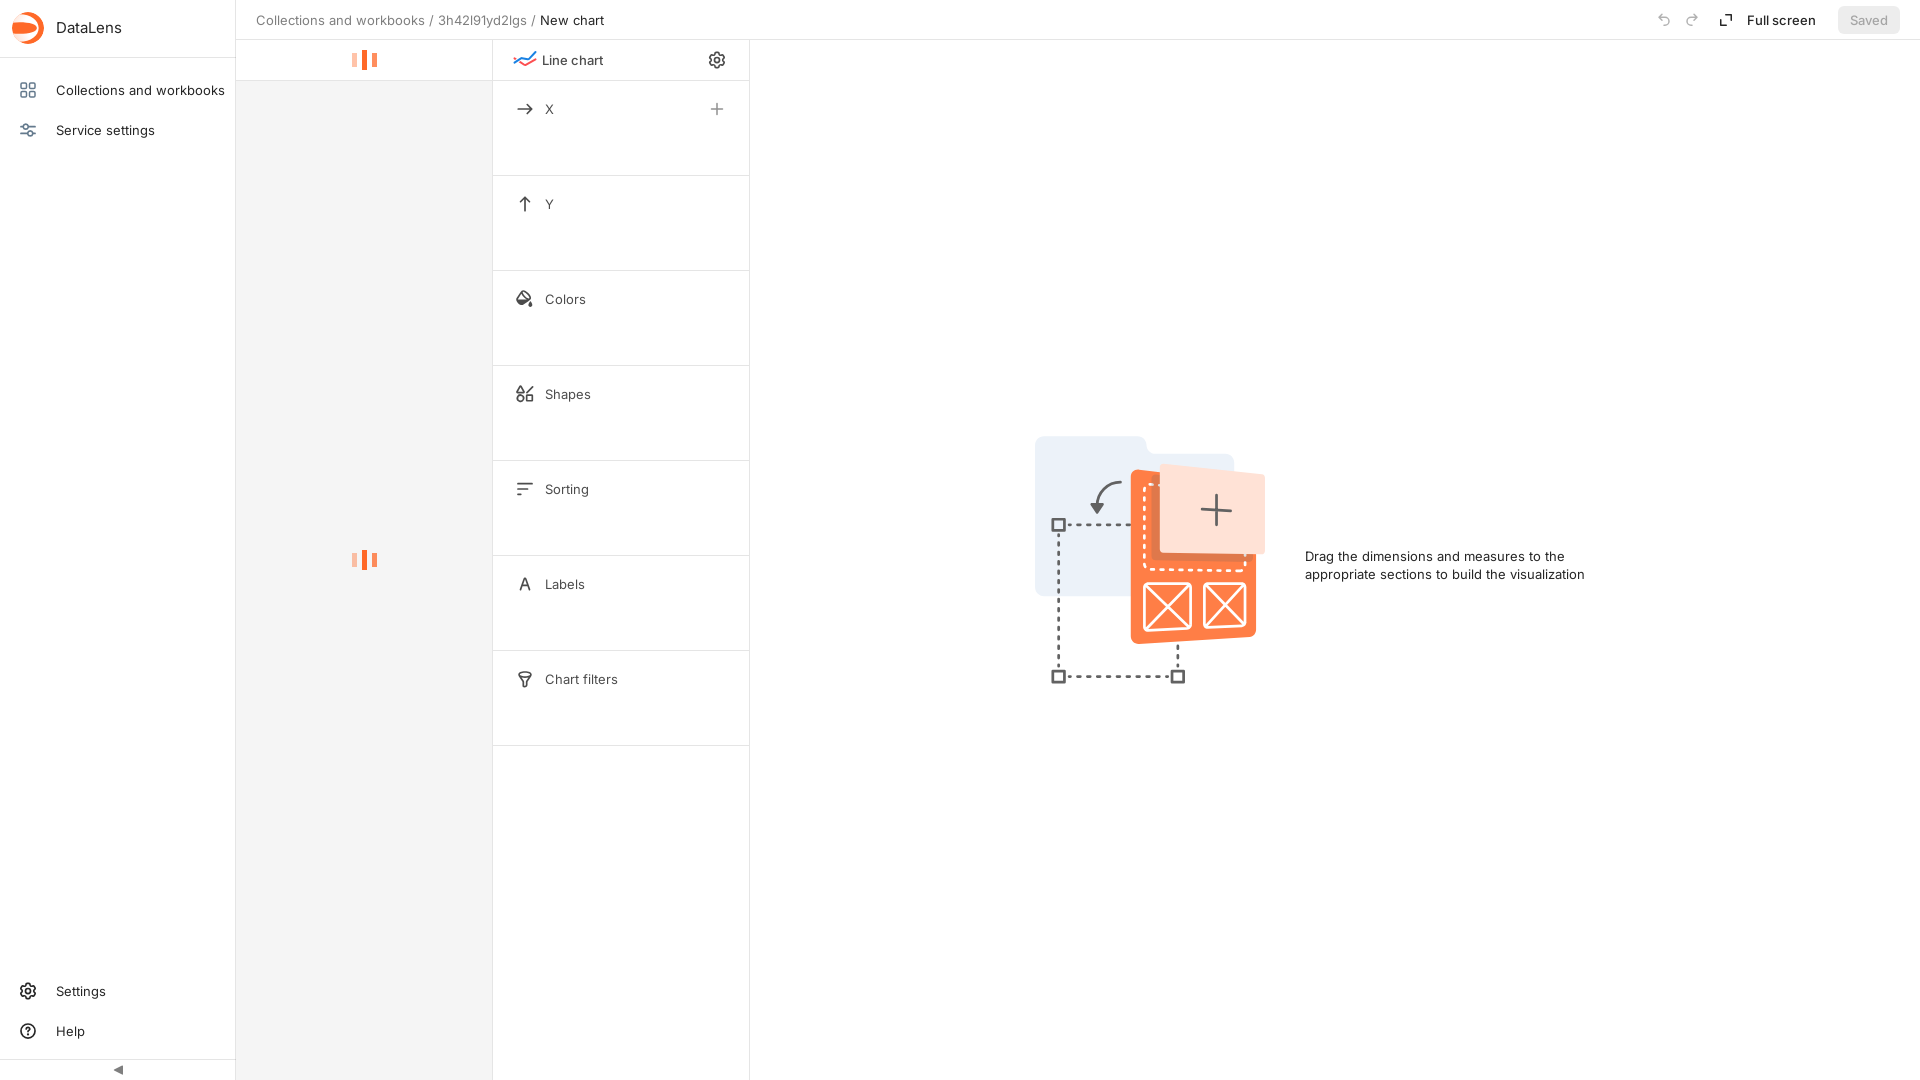 DataLens
Collections and workbooks / 3h42l91yd2lgs / New chart
Full screen
Saved
Collections and workbooks
Service settings
Line chart
X
Y
Colors
Shapes
Sorting
Labels
Chart filters
Drag the dimensions and measures to the
appropriate sections to build the visualization
Settings
Help